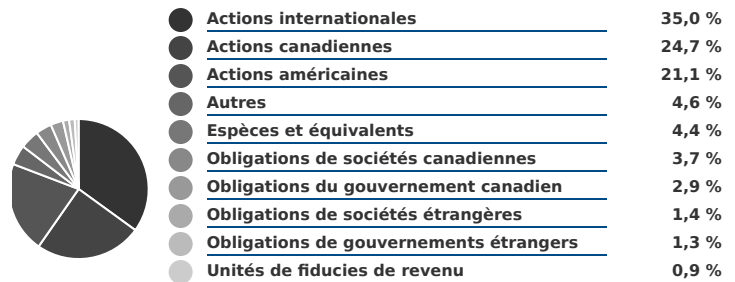 Actions internationales 35,0 %
Actions canadiennes 24,7 %
Actions américaines 21,1 %
Autres 4,6 %
Espèces et équivalents 4,4 %
Obligations de sociétés canadiennes 3,7 %
Obligations du gouvernement canadien 2,9 %
Obligations de sociétés étrangères 1,4 %
Obligations de gouvernements étrangers 1,3 %
Unités de fiducies de revenu 0,9 %